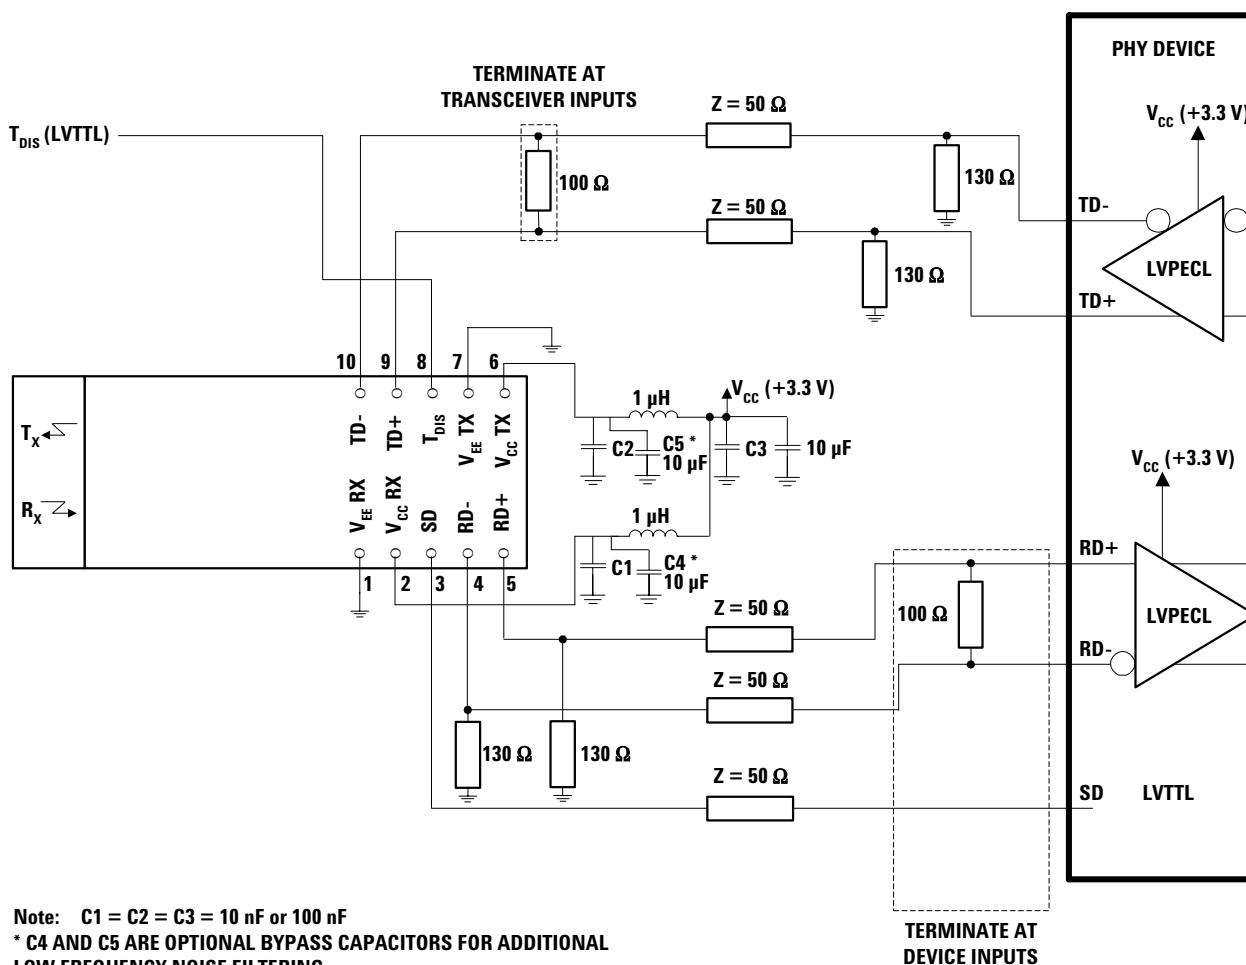 PHY DEVICE
TERMINATE AT
TRANSCEIVER INPUTS
Z = 50 Ω
V_CC (+3.3 V)
T_DIS (LVTTL)
100 Ω
130 Ω
TD-
Z = 50 Ω
LVPECL
130 Ω
TD+
10
9
8
7
6
T_X
R_X
TD-
TD+
T_DIS
V_EE TX
V_CC TX
V_EE RX
V_CC RX
SD
RD-
RD+
1
2
3
4
5
1 µH
V_CC (+3.3 V)
C2
C5 *
10 µF
C3
10 µF
1 µH
C1
C4 *
10 µF
V_CC (+3.3 V)
RD+
Z = 50 Ω
100 Ω
LVPECL
RD-
Z = 50 Ω
130 Ω
130 Ω
Z = 50 Ω
SD
LVTTL
TERMINATE AT
DEVICE INPUTS
Note: C1 = C2 = C3 = 10 nF or 100 nF
* C4 AND C5 ARE OPTIONAL BYPASS CAPACITORS FOR ADDITIONAL
LOW FREQUENCY NOISE FILTERING